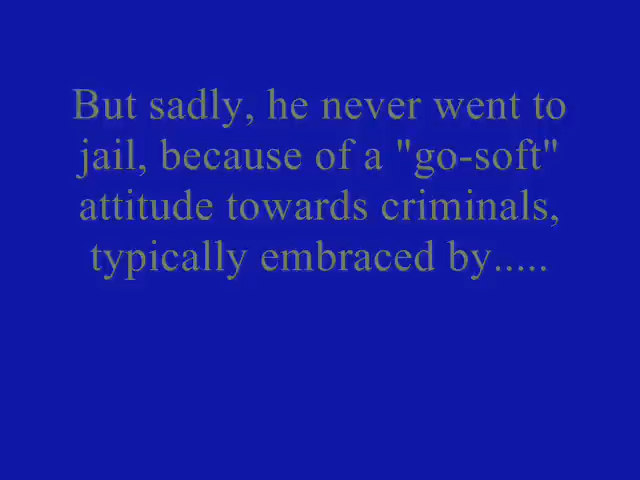 But sadly, he never went to
jail, because of a "go-soft"
attitude towards criminals,
typically embraced by.....